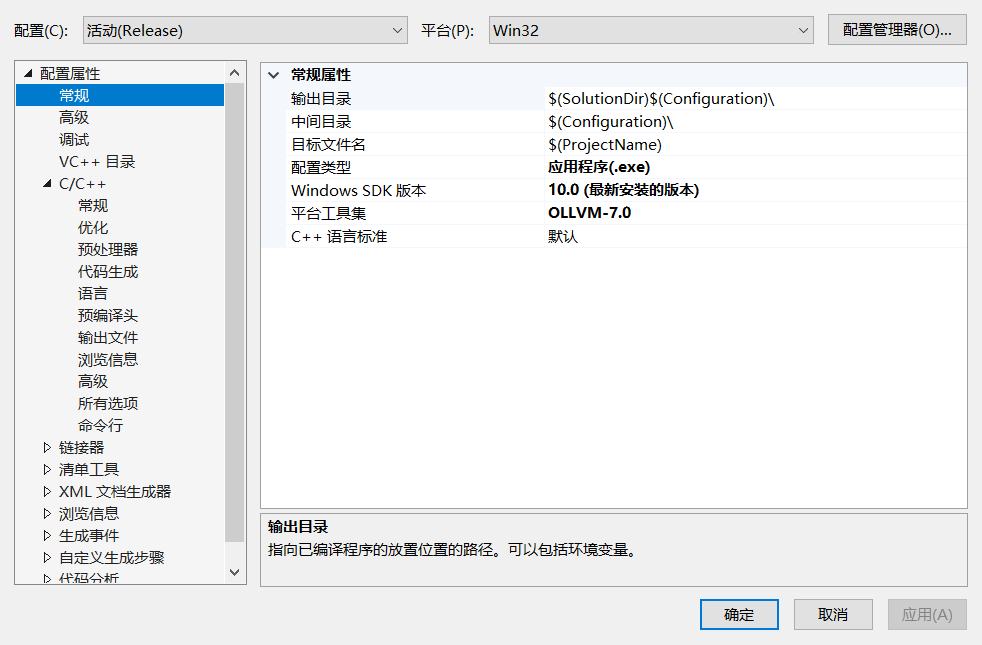 配置(C): 活动(Release) 平台(P): Win32 配置管理器(O)...
配置属性
常规
高级
调试
VC++ 目录
C/C++
常规
优化
预处理器
代码生成
语言
预编译头
输出文件
浏览信息
高级
所有选项
命令行
链接器
清单工具
XML 文档生成器
浏览信息
生成事件
自定义生成步骤
代码分析
常规属性
输出目录 $(SolutionDir)$(Configuration)\
中间目录 $(Configuration)\
目标文件名 $(ProjectName)
配置类型 应用程序(.exe)
Windows SDK 版本 10.0 (最新安装的版本)
平台工具集 OLLVM-7.0
C++ 语言标准 默认
输出目录
指向已编译程序的放置位置的路径。可以包括环境变量。
确定 取消 应用(A)